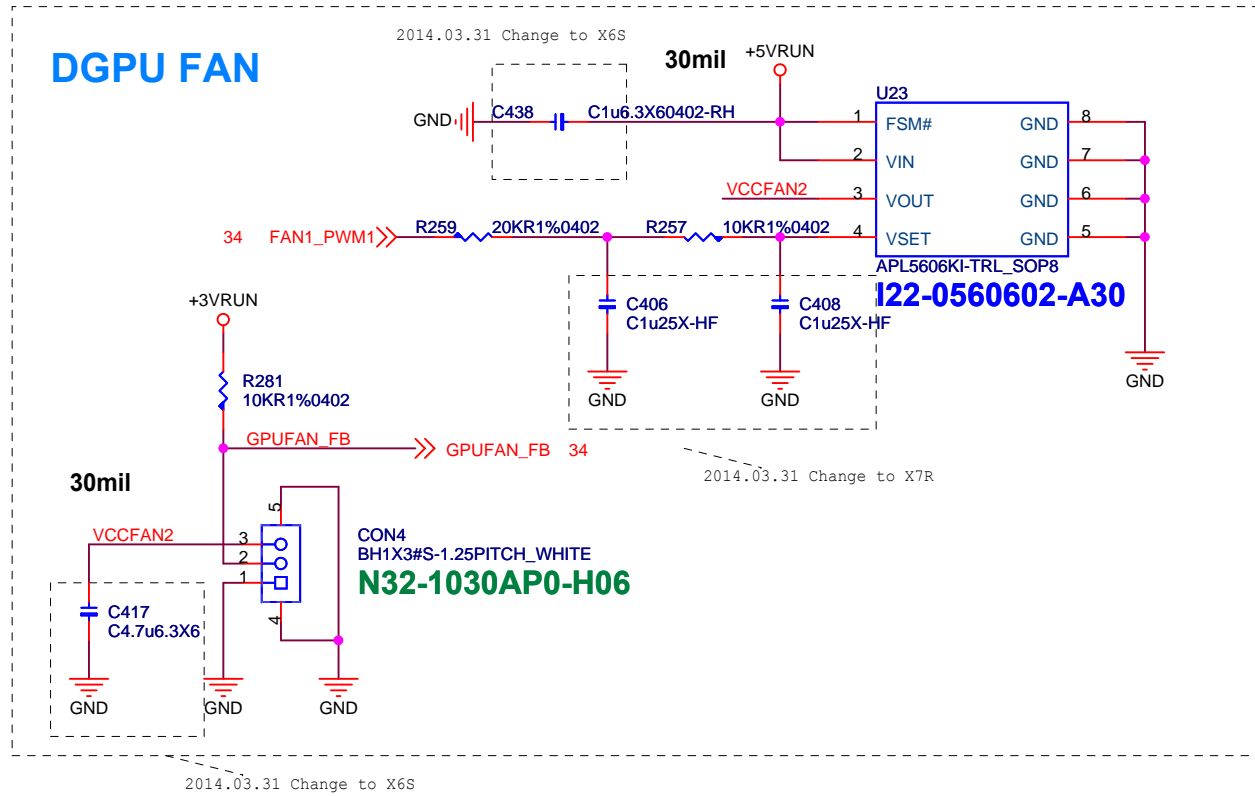 2014.03.31 Change to X6S
DGPU FAN
30mil
+5VRUN
U23
GND
C438
C1u6.3X60402-RH
1
FSM#
GND
8
2
VIN
GND
7
VCCFAN2
3
VOUT
GND
6
34
FAN1_PWM1
R259
20KR1%0402
R257
10KR1%0402
4
VSET
GND
5
APL5606KI-TRL_SOP8
I22-0560602-A30
+3VRUN
C406
C1u25X-HF
C408
C1u25X-HF
GND
R281
10KR1%0402
GND
GND
GPUFAN_FB
GPUFAN_FB
34
2014.03.31 Change to X7R
30mil
5
VCCFAN2
3
2
1
4
CON4
BH1X3#S-1.25PITCH_WHITE
N32-1030AP0-H06
C417
C4.7u6.3X6
GND
GND
GND
2014.03.31 Change to X6S